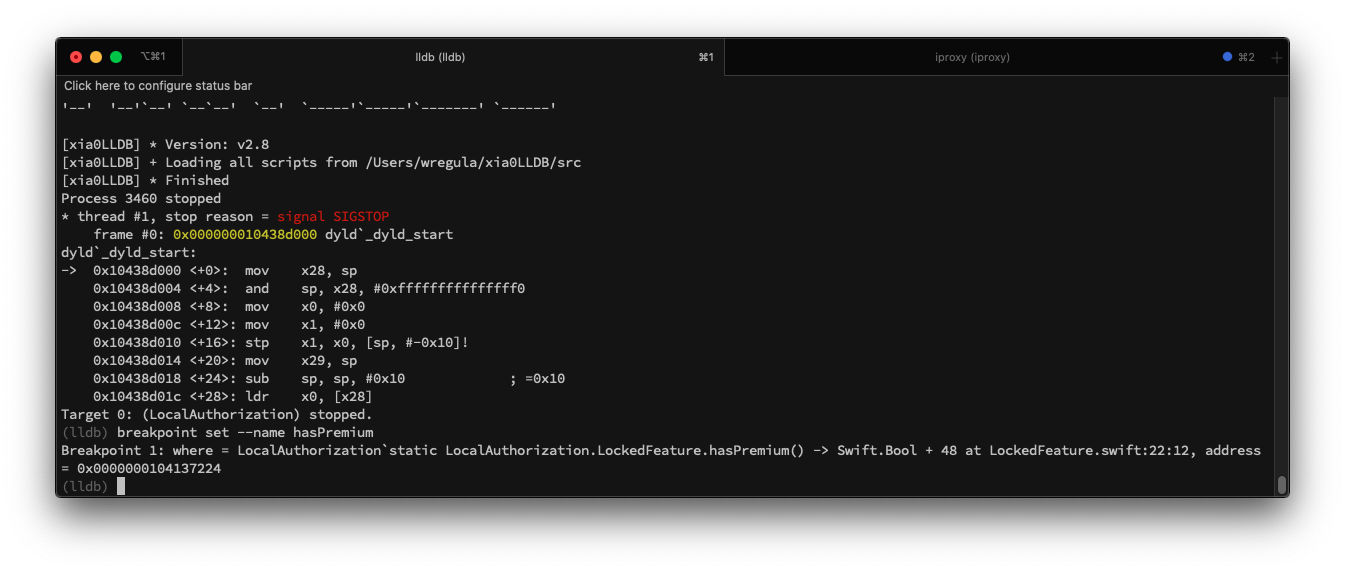 ⌥⌘1
lldb (lldb)
⌘1
iproxy (iproxy)
⌘2
Click here to configure status bar
'--'  '--'`--' `--`--'  `--'  `-----'`-----'`-------' `------'
[xia0LLDB] * Version: v2.8
[xia0LLDB] + Loading all scripts from /Users/wregula/xia0LLDB/src
[xia0LLDB] * Finished
Process 3460 stopped
* thread #1, stop reason = signal SIGSTOP
    frame #0: 0x000000010438d000 dyld`_dyld_start
dyld`_dyld_start:
->  0x10438d000 <+0>:  mov    x28, sp
    0x10438d004 <+4>:  and    sp, x28, #0xfffffffffffffff0
    0x10438d008 <+8>:  mov    x0, #0x0
    0x10438d00c <+12>: mov    x1, #0x0
    0x10438d010 <+16>: stp    x1, x0, [sp, #-0x10]!
    0x10438d014 <+20>: mov    x29, sp
    0x10438d018 <+24>: sub    sp, sp, #0x10             ; =0x10
    0x10438d01c <+28>: ldr    x0, [x28]
Target 0: (LocalAuthorization) stopped.
(lldb) breakpoint set --name hasPremium
Breakpoint 1: where = LocalAuthorization`static LocalAuthorization.LockedFeature.hasPremium() -> Swift.Bool + 48 at LockedFeature.swift:22:12, address
= 0x0000000104137224
(lldb)